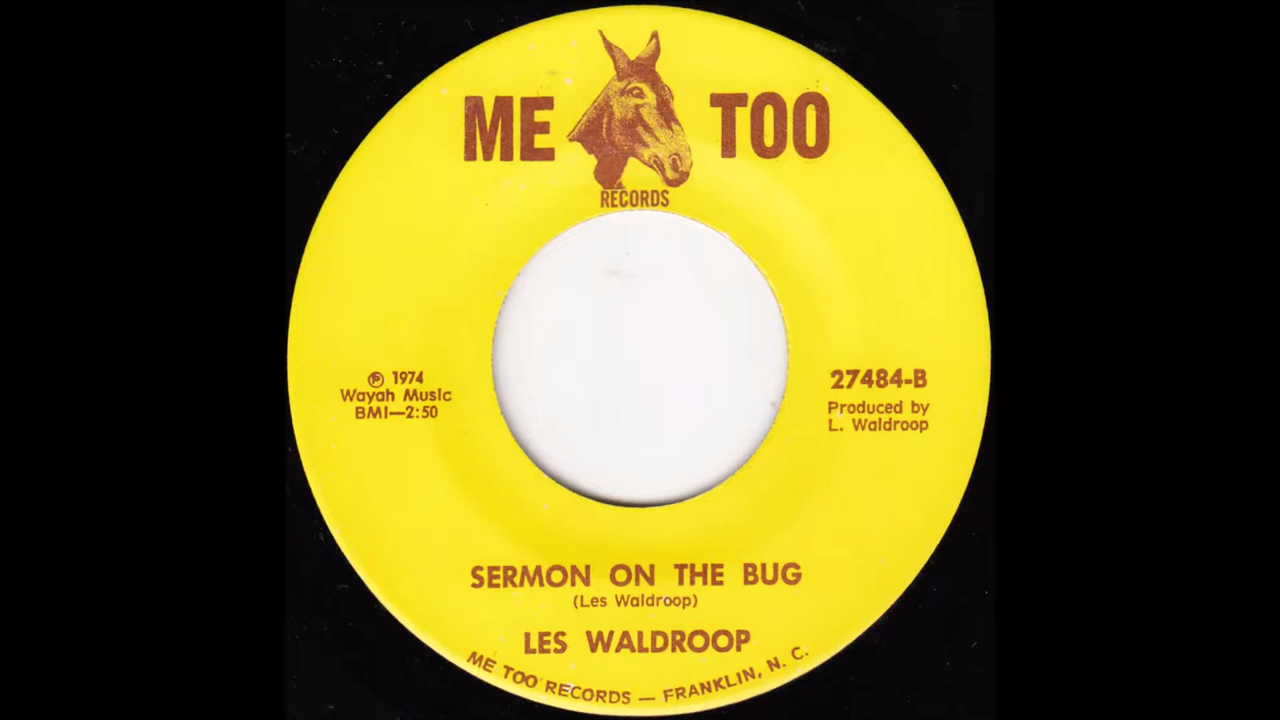 ME TOO
RECORDS
℗ 1974
Wayah Music
BMI—2:50
27484-B
Produced by
L. Waldroop
SERMON ON THE BUG
(Les Waldroop)
LES WALDROOP
ME TOO RECORDS — FRANKLIN, N. C.